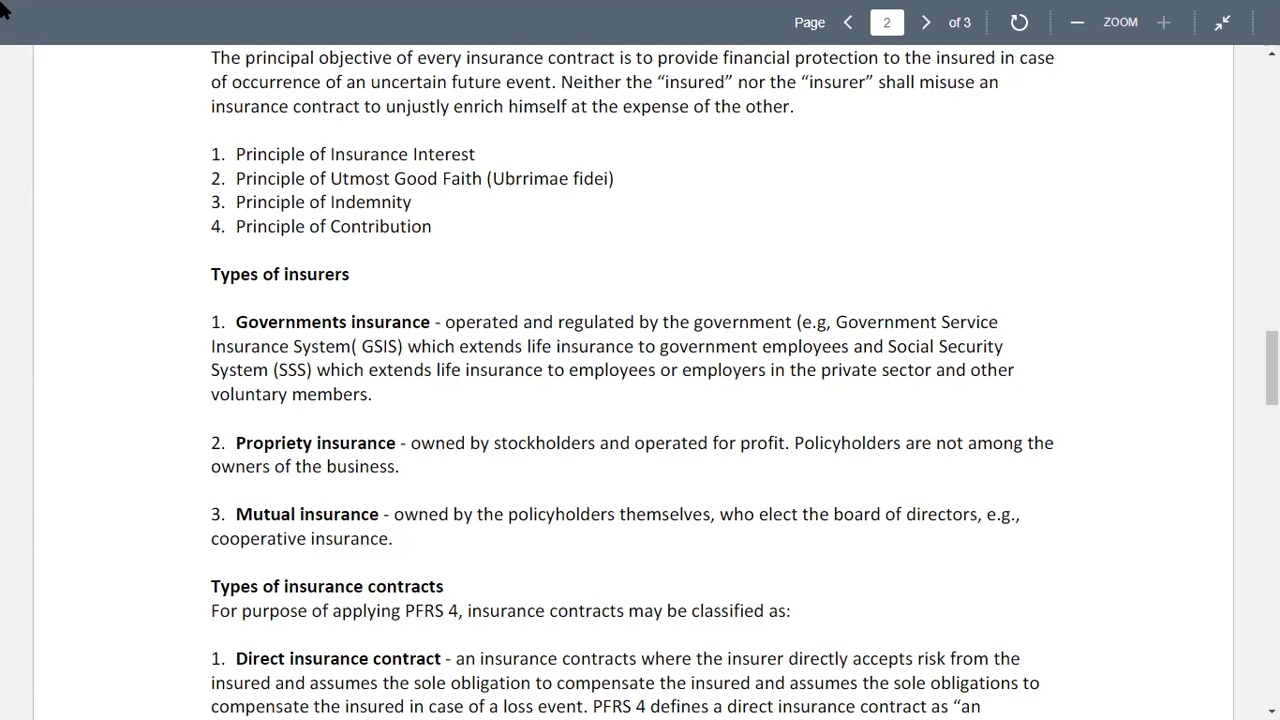 Page 2 of 3 ZOOM
The principal objective of every insurance contract is to provide financial protection to the insured in case
of occurrence of an uncertain future event. Neither the “insured” nor the “insurer” shall misuse an
insurance contract to unjustly enrich himself at the expense of the other.
1. Principle of Insurance Interest
2. Principle of Utmost Good Faith (Ubrrimae fidei)
3. Principle of Indemnity
4. Principle of Contribution
Types of insurers
1. Governments insurance - operated and regulated by the government (e.g, Government Service
Insurance System( GSIS) which extends life insurance to government employees and Social Security
System (SSS) which extends life insurance to employees or employers in the private sector and other
voluntary members.
2. Propriety insurance - owned by stockholders and operated for profit. Policyholders are not among the
owners of the business.
3. Mutual insurance - owned by the policyholders themselves, who elect the board of directors, e.g.,
cooperative insurance.
Types of insurance contracts
For purpose of applying PFRS 4, insurance contracts may be classified as:
1. Direct insurance contract - an insurance contracts where the insurer directly accepts risk from the
insured and assumes the sole obligation to compensate the insured and assumes the sole obligations to
compensate the insured in case of a loss event. PFRS 4 defines a direct insurance contract as “an